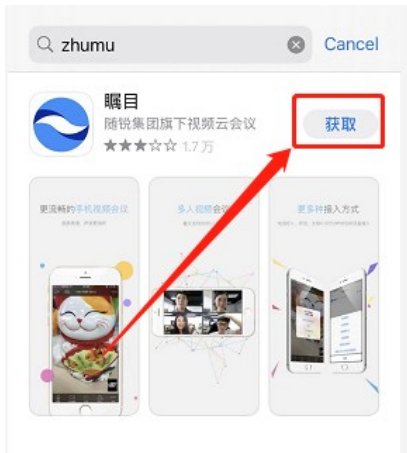 zhumu
Cancel
瞩目
随锐集团旗下视频云会议
1.7万
获取
更流畅的手机视频会议
多人视频会议
更多种接入方式